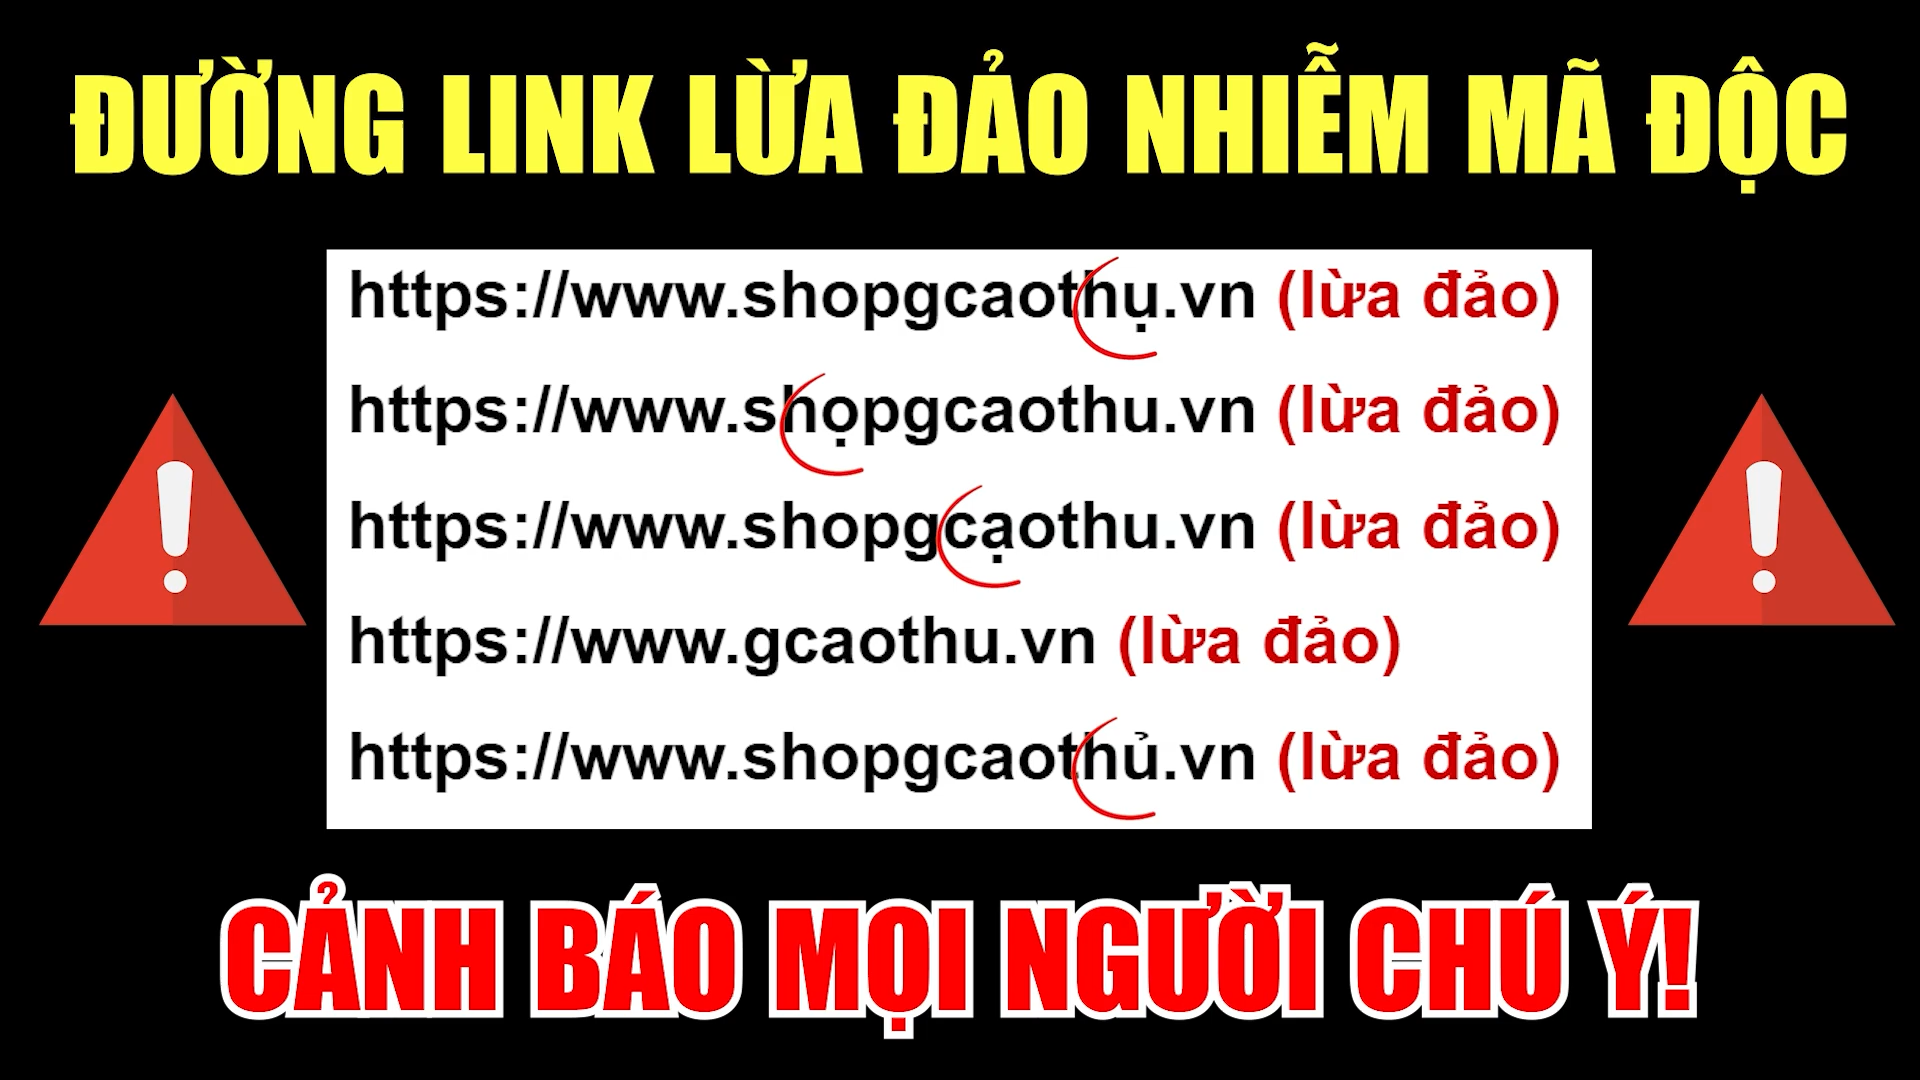 ĐƯỜNG LINK LỪA ĐẢO NHIỄM MÃ ĐỘC
https://www.shopgcaothụ.vn (lừa đảo)
https://www.shọpgcaothu.vn (lừa đảo)
https://www.shopgcạothu.vn (lừa đảo)
https://www.gcaothu.vn (lừa đảo)
https://www.shopgcaothủ.vn (lừa đảo)
CẢNH BÁO MỌI NGƯỜI CHÚ Ý!